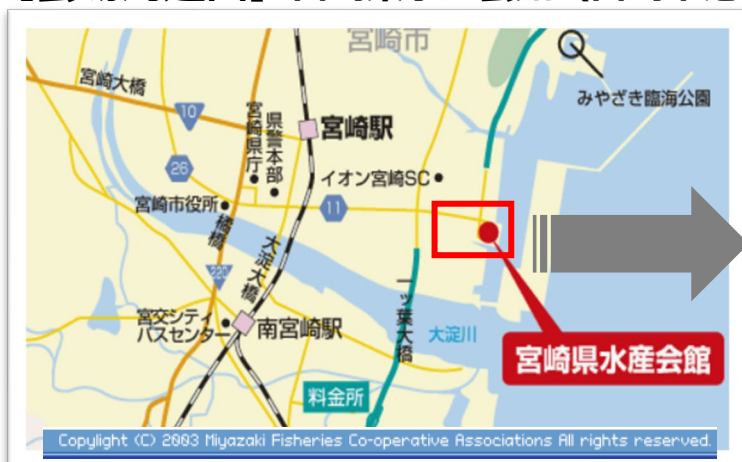 宮崎市
宮崎大橋
みやざき臨海公園
10
宮崎県庁
県警本部
宮崎駅
26
イオン宮崎SC
宮崎市役所
11
橘橋
大淀大橋
220
一ッ葉大橋
宮交シティ
バスセンター
南宮崎駅
大淀川
宮崎県水産会館
料金所
Copylight (C) 2003 Miyazaki Fisheries Co-operative Associations All rights reserved.